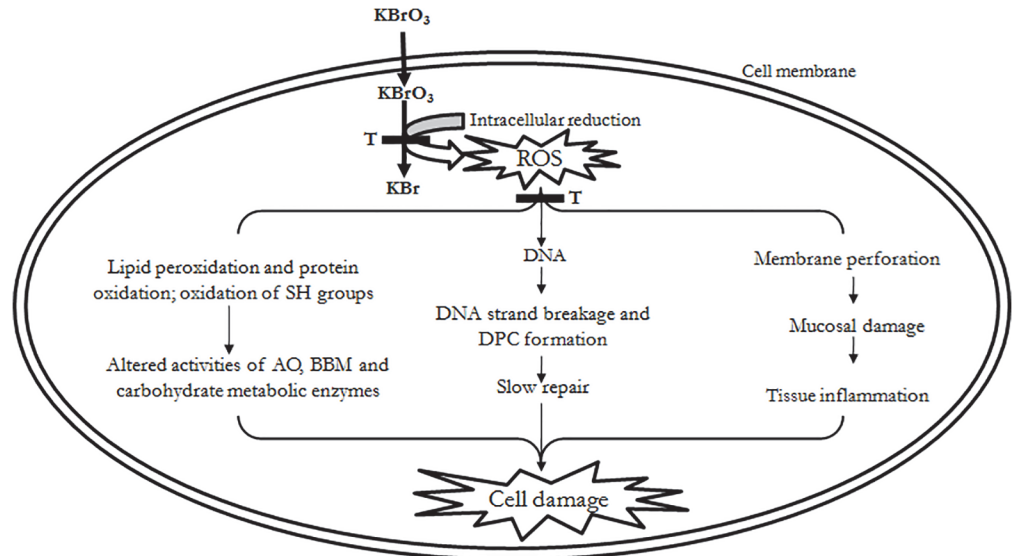 KBrO₃
Cell membrane
KBrO₃
Intracellular reduction
T
ROS
KBr
T
DNA
Lipid peroxidation and protein
oxidation; oxidation of SH groups
Membrane perforation
DNA strand breakage and
DPC formation
Mucosal damage
Altered activities of AO, BBM and
carbohydrate metabolic enzymes
Slow repair
Tissue inflammation
Cell damage